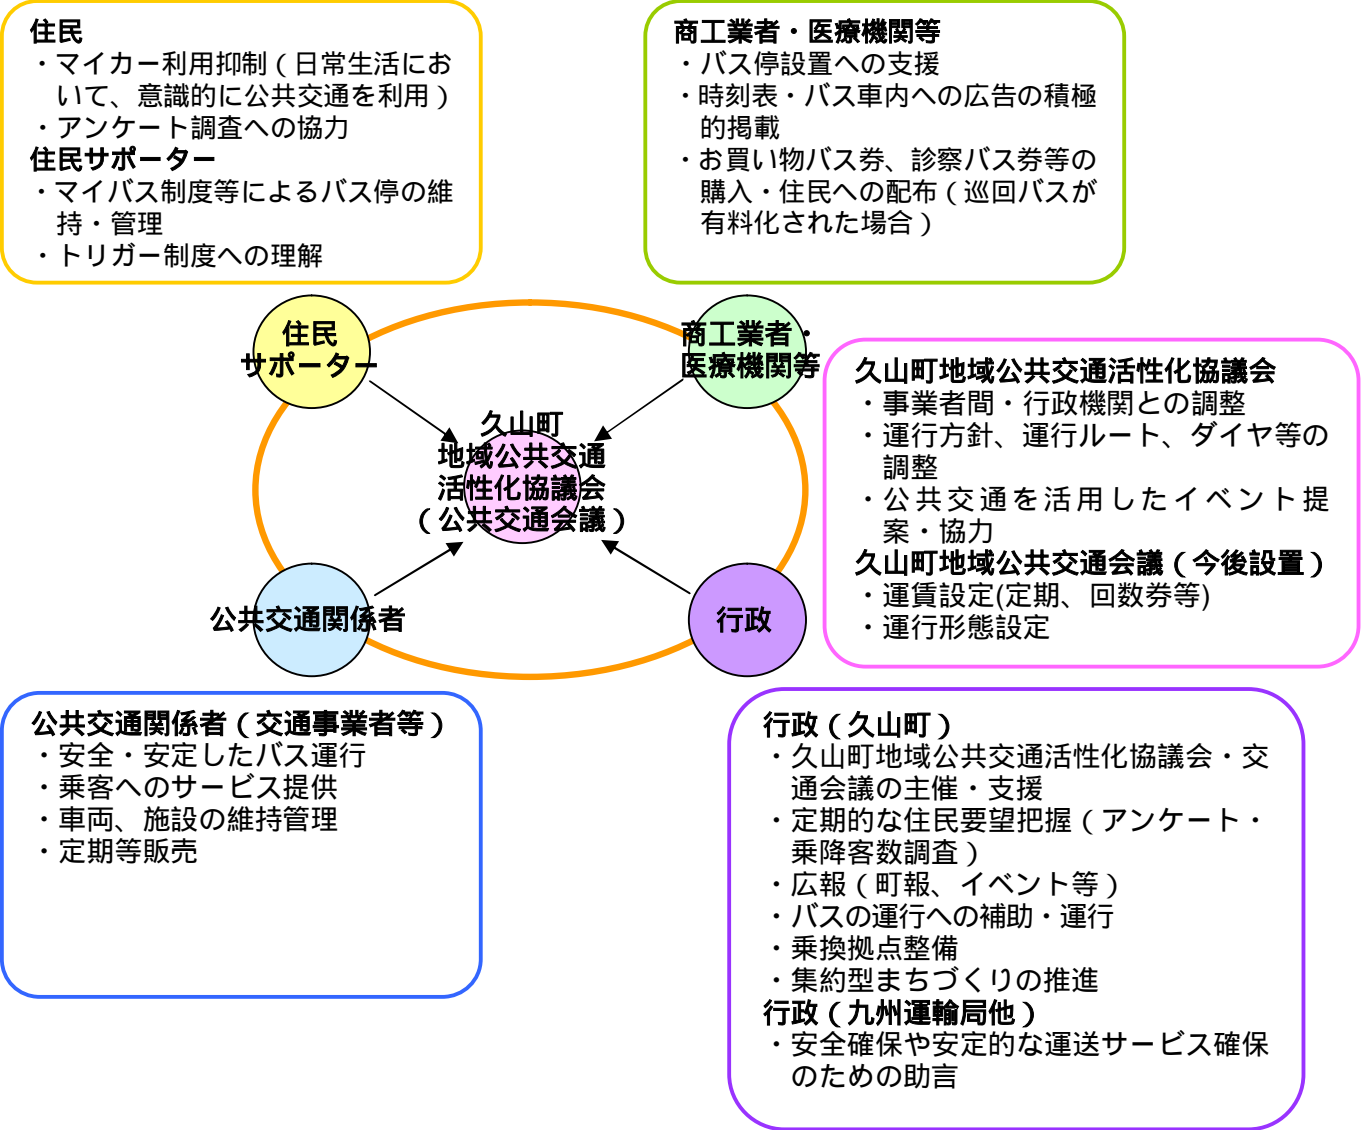 住民
・マイカー利用抑制（日常生活にお
いて、意識的に公共交通を利用）
・アンケート調査への協力
住民サポーター
・マイバス制度等によるバス停の維
持・管理
・トリガー制度への理解
商工業者・医療機関等
・バス停設置への支援
・時刻表・バス車内への広告の積極
的掲載
・お買い物バス券、診察バス券等の
購入・住民への配布（巡回バスが
有料化された場合）
住民
サポーター
商工業者・
医療機関等
久山町
地域公共交通
活性化協議会
（公共交通会議）
公共交通関係者
行政
久山町地域公共交通活性化協議会
・事業者間・行政機関との調整
・運行方針、運行ルート、ダイヤ等の
調整
・公共交通を活用したイベント提
案・協力
久山町地域公共交通会議（今後設置）
・運賃設定(定期、回数券等)
・運行形態設定
公共交通関係者（交通事業者等）
・安全・安定したバス運行
・乗客へのサービス提供
・車両、施設の維持管理
・定期等販売
行政（久山町）
・久山町地域公共交通活性化協議会・交
通会議の主催・支援
・定期的な住民要望把握（アンケート・
乗降客数調査）
・広報（町報、イベント等）
・バスの運行への補助・運行
・乗換拠点整備
・集約型まちづくりの推進
行政（九州運輸局他）
・安全確保や安定的な運送サービス確保
のための助言